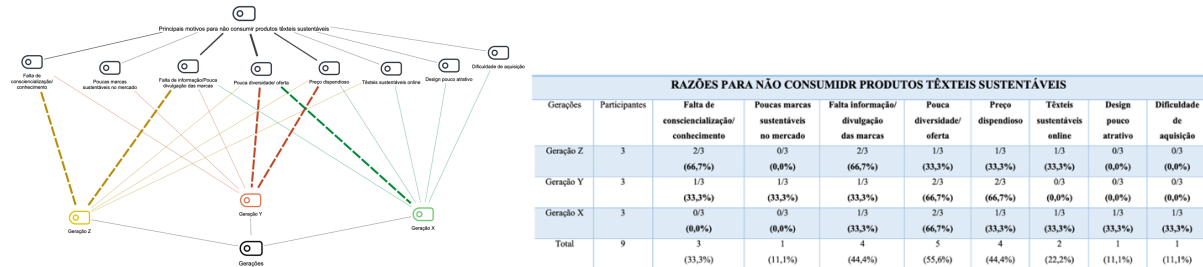 Principais motivos para não consumir produtos têxteis sustentáveis
Falta de
consciencialização/
conhecimento
Poucas marcas
sustentáveis no mercado
Falta de informação/Pouca
divulgação das marcas
Pouca diversidade/ oferta
Preço dispendioso
Têxteis sustentáveis online
Design pouco atrativo
Dificuldade de aquisição
Geração Z
Geração Y
Geração X
Gerações
RAZÕES PARA NÃO CONSUMIDR PRODUTOS TÊXTEIS SUSTENTÁVEIS
Gerações Participantes Falta de Poucas marcas Falta informação/ Pouca Preço Têxteis Design Dificuldade
consciencialização/ sustentáveis divulgação diversidade/ dispendioso sustentáveis pouco de
conhecimento no mercado das marcas oferta online atrativo aquisição
Geração Z 3 2/3 0/3 2/3 1/3 1/3 1/3 0/3 0/3
(66,7%) (0,0%) (66,7%) (33,3%) (33,3%) (33,3%) (0,0%) (0,0%)
Geração Y 3 1/3 1/3 1/3 2/3 2/3 0/3 0/3 0/3
(33,3%) (33,3%) (33,3%) (66,7%) (66,7%) (0,0%) (0,0%) (0,0%)
Geração X 3 0/3 0/3 1/3 2/3 1/3 1/3 1/3 1/3
(0,0%) (0,0%) (33,3%) (66,7%) (33,3%) (33,3%) (33,3%) (33,3%)
Total 9 3 1 4 5 4 2 1 1
(33,3%) (11,1%) (44,4%) (55,6%) (44,4%) (22,2%) (11,1%) (11,1%)